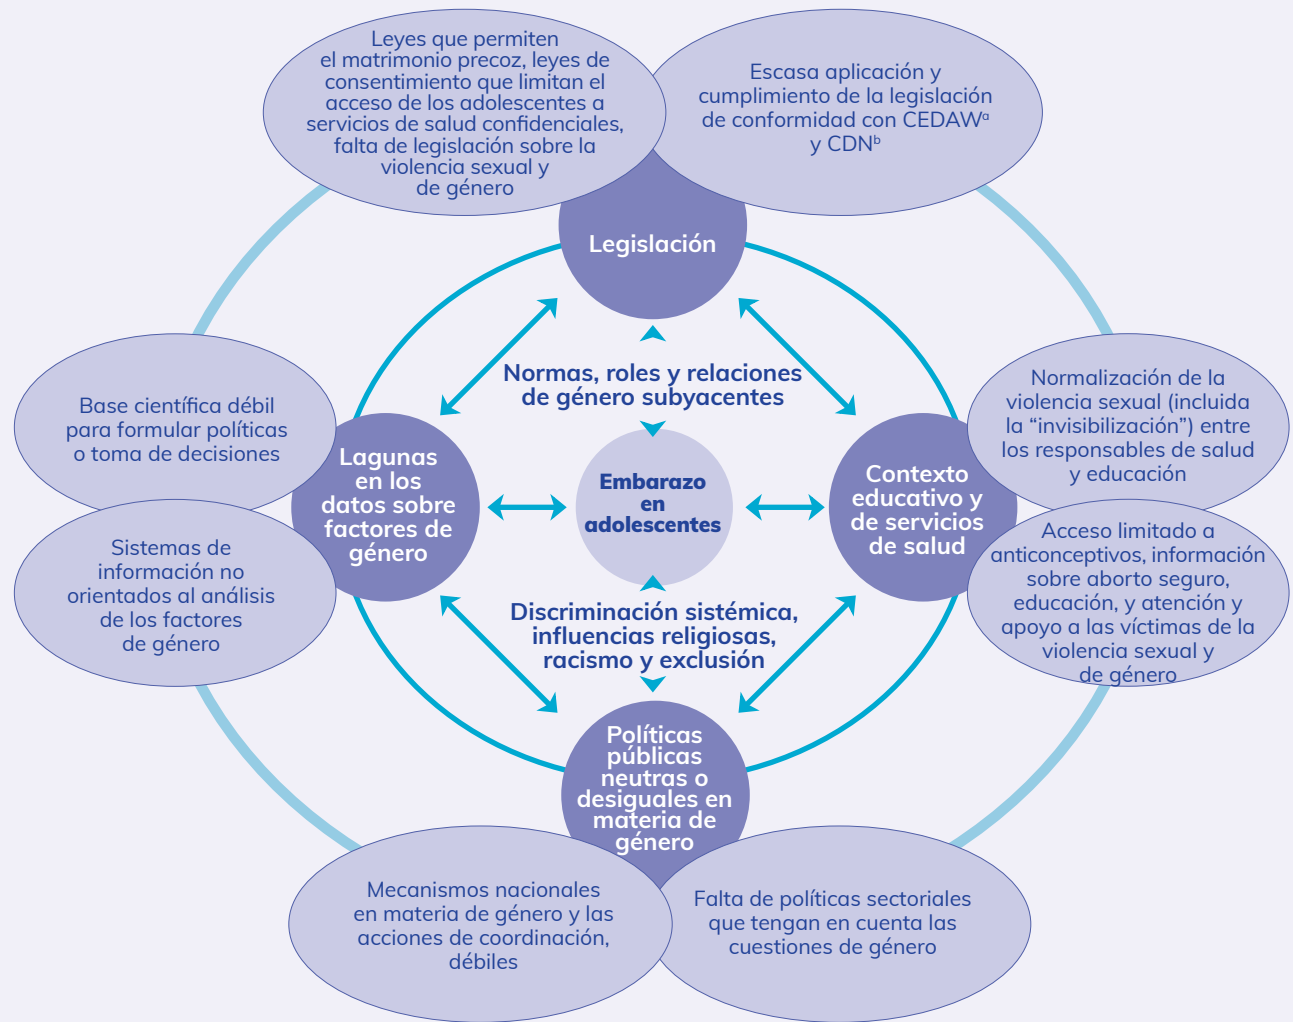 Leyes que permiten
el matrimonio precoz, leyes de
consentimiento que limitan el
acceso de los adolescentes a
servicios de salud confidenciales,
falta de legislación sobre la
violencia sexual y
de género
Escasa aplicación y
cumplimiento de la legislación
de conformidad con CEDAWᵃ
y CDNᵇ
Legislación
Normas, roles y relaciones
de género subyacentes
Base científica débil
para formular políticas
o toma de decisiones
Lagunas
en los
datos sobre
factores de
género
Sistemas de
información no
orientados al análisis
de los factores
de género
Embarazo
en
adolescentes
Contexto
educativo y
de servicios
de salud
Normalización de la
violencia sexual (incluida
la “invisibilización”) entre
los responsables de salud
y educación
Acceso limitado a
anticonceptivos, información
sobre aborto seguro,
educación, y atención y
apoyo a las víctimas de la
violencia sexual y
de género
Discriminación sistémica,
influencias religiosas,
racismo y exclusión
Políticas
públicas
neutras o
desiguales en
materia de
género
Mecanismos nacionales
en materia de género y las
acciones de coordinación,
débiles
Falta de políticas sectoriales
que tengan en cuenta las
cuestiones de género